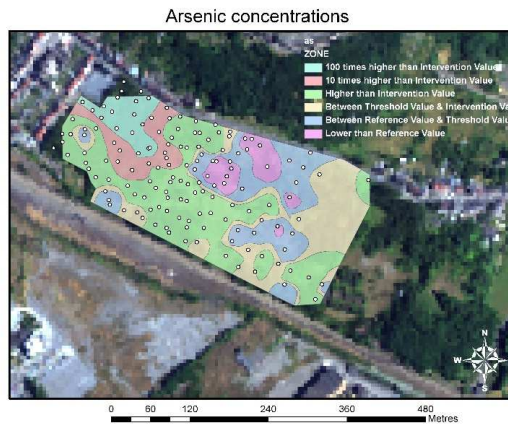 Arsenic concentrations
as
ZONE
100 times higher than Intervention Value
10 times higher than Intervention Value
Higher than Intervention Value
Between Threshold Value & Intervention Va
Between Reference Value & Threshold Valu
Lower than Reference Value
N
W E
S
0 30 60 120 240 360 480
Metres